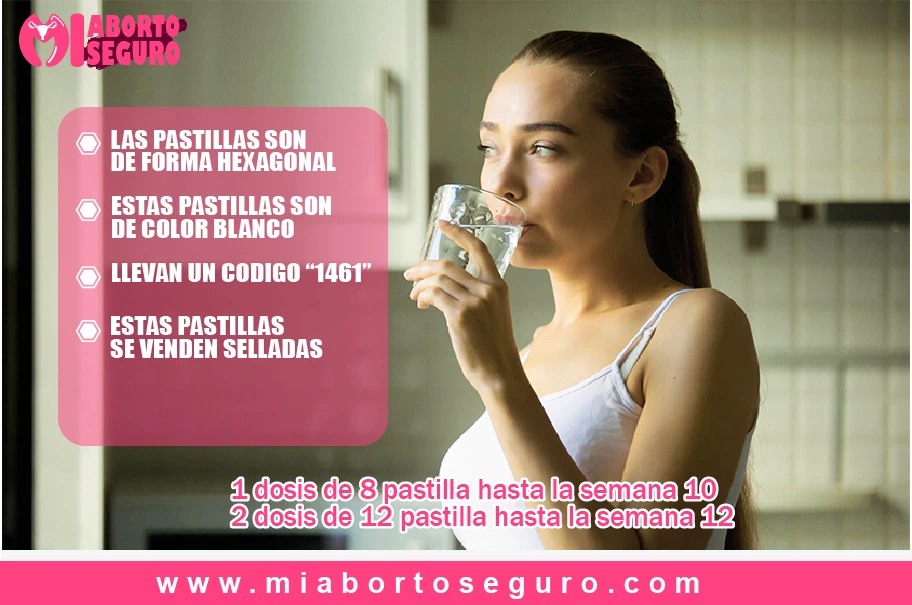 MI ABORTO
SEGURO
LAS PASTILLAS SON
DE FORMA HEXAGONAL
ESTAS PASTILLAS SON
DE COLOR BLANCO
LLEVAN UN CODIGO “1461”
ESTAS PASTILLAS
SE VENDEN SELLADAS
1 dosis de 8 pastilla hasta la semana 10
2 dosis de 12 pastilla hasta la semana 12
www.miabortoseguro.com